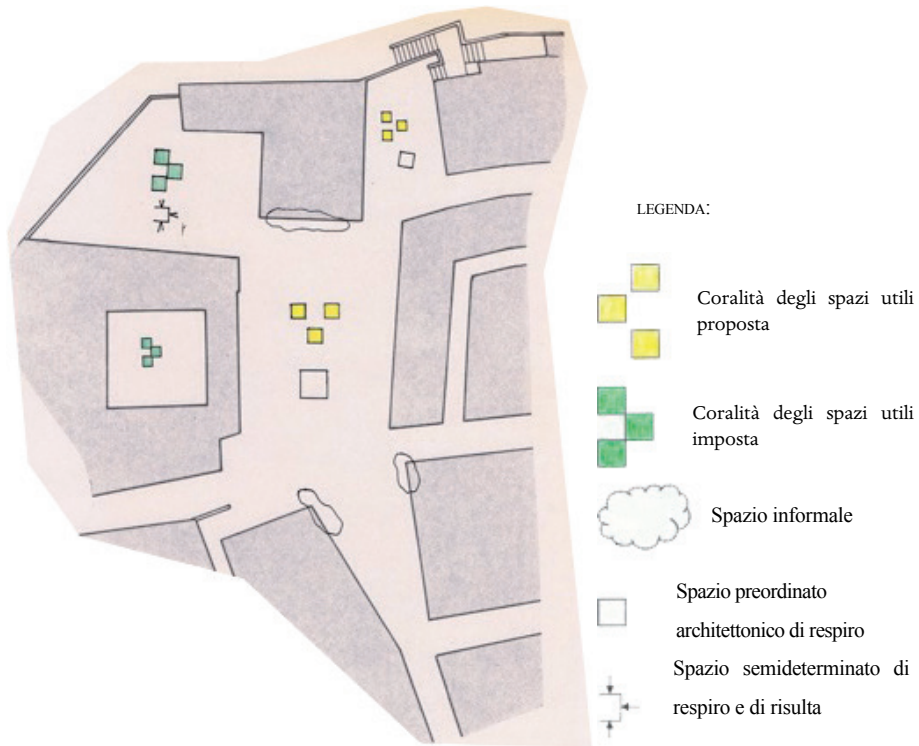 LEGENDA:
Coralità degli spazi utili
proposta
Coralità degli spazi utili
imposta
Spazio informale
Spazio preordinato
architettonico di respiro
Spazio semideterminato di
respiro e di risulta